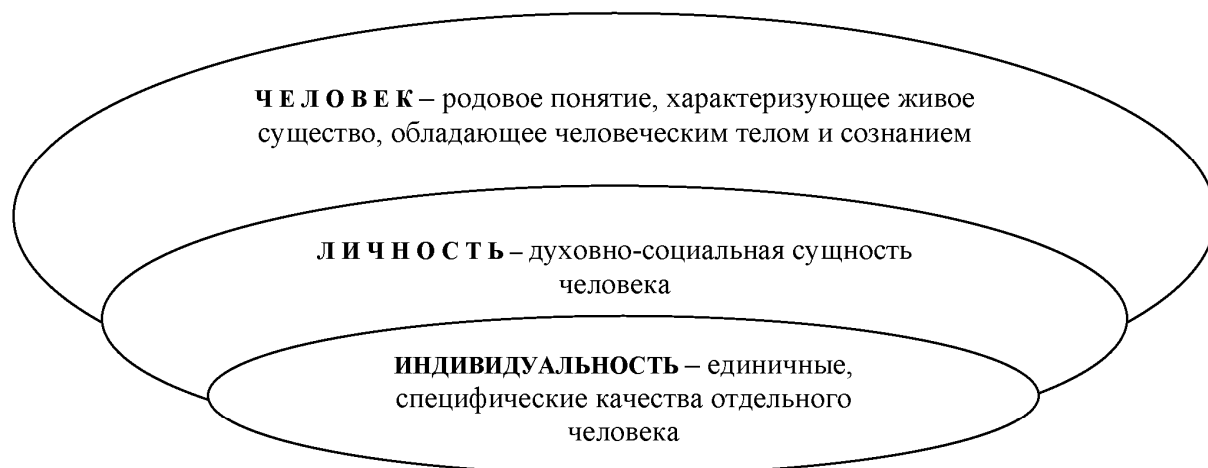 Ч Е Л О В Е К – родовое понятие, характеризующее живое
существо, обладающее человеческим телом и сознанием
Л И Ч Н О С Т Ь – духовно-социальная сущность
человека
ИНДИВИДУАЛЬНОСТЬ – единичные,
специфические качества отдельного
человека